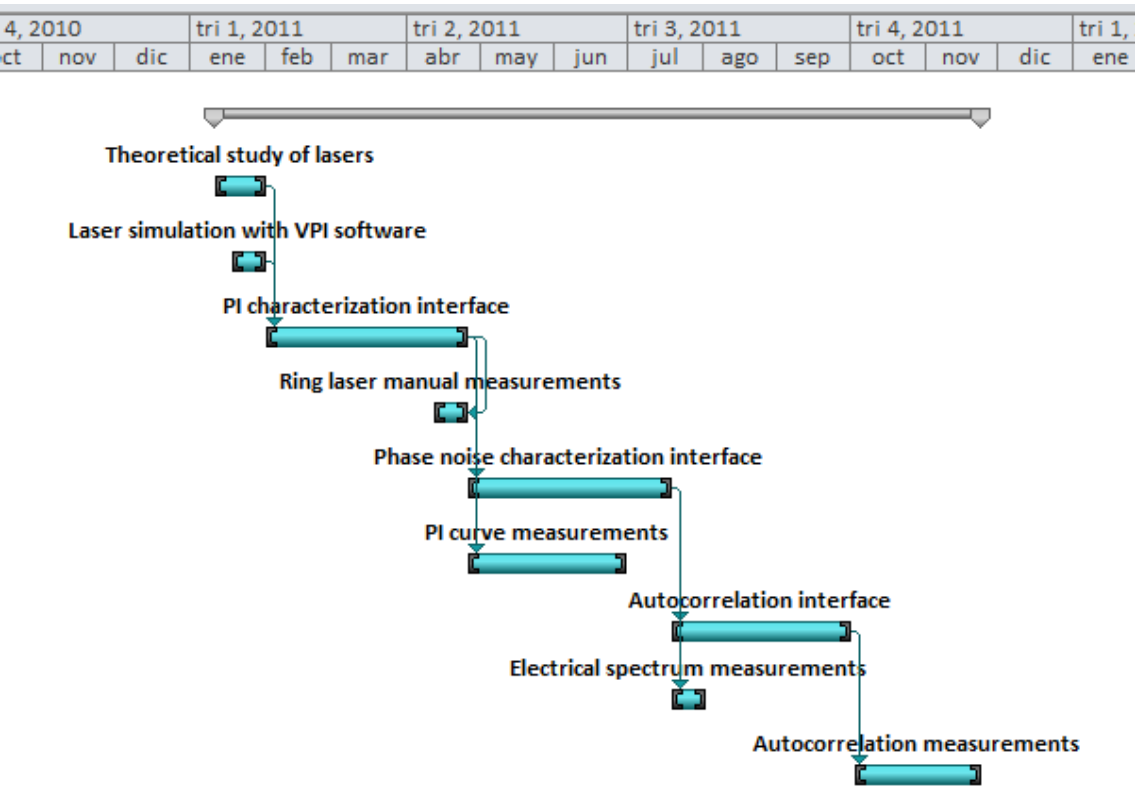 4, 2010 tri 1, 2011 tri 2, 2011 tri 3, 2011 tri 4, 2011 tri 1,
oct nov dic ene feb mar abr may jun jul ago sep oct nov dic ene
Theoretical study of lasers
Laser simulation with VPI software
PI characterization interface
Ring laser manual measurements
Phase noise characterization interface
PI curve measurements
Autocorrelation interface
Electrical spectrum measurements
Autocorrelation measurements